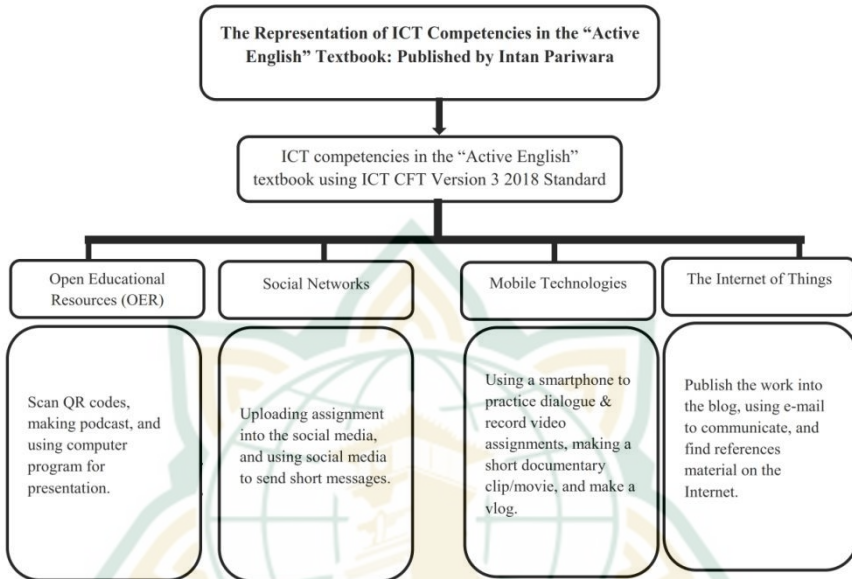 The Representation of ICT Competencies in the “Active
English” Textbook: Published by Intan Pariwara
ICT competencies in the “Active English”
textbook using ICT CFT Version 3 2018 Standard
Open Educational
Resources (OER)
Social Networks
Mobile Technologies
The Internet of Things
Scan QR codes,
making podcast, and
using computer
program for
presentation.
Uploading assignment
into the social media,
and using social media
to send short messages.
Using a smartphone to
practice dialogue &
record video
assignments, making a
short documentary
clip/movie, and make a
vlog.
Publish the work into
the blog, using e-mail
to communicate, and
find references
material on the
Internet.